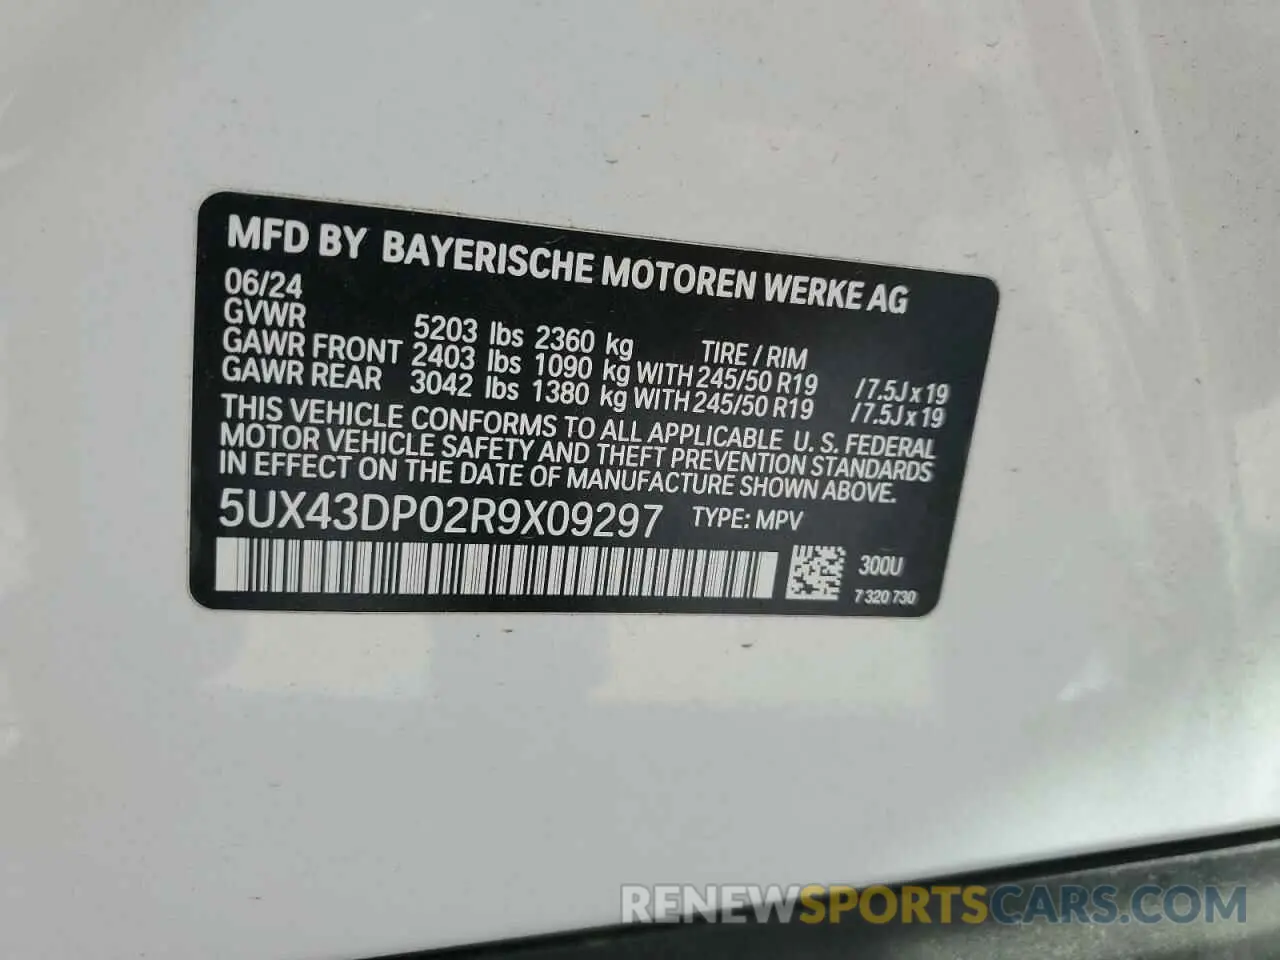 MFD BY BAYERISCHE MOTOREN WERKE AG
06/24
GVWR 5203 lbs 2360 kg TIRE / RIM
GAWR FRONT 2403 lbs 1090 kg WITH 245/50 R19 /7.5J x 19
GAWR REAR 3042 lbs 1380 kg WITH 245/50 R19 /7.5J x 19
THIS VEHICLE CONFORMS TO ALL APPLICABLE U. S. FEDERAL
MOTOR VEHICLE SAFETY AND THEFT PREVENTION STANDARDS
IN EFFECT ON THE DATE OF MANUFACTURE SHOWN ABOVE.
5UX43DP02R9X09297 TYPE: MPV
300U
7 320 730
RENEWSPORTSCARS.COM